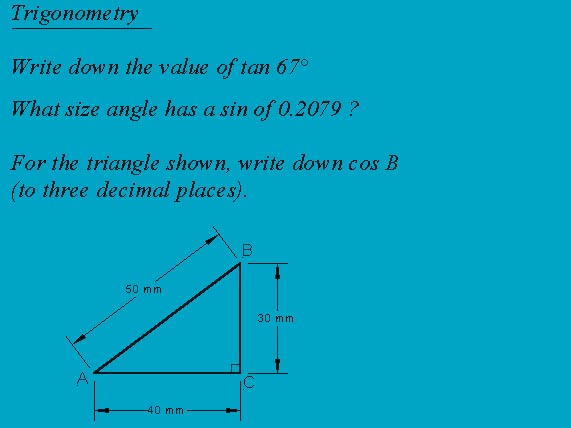 Trigonometry
Write down the value of tan 67°
What size angle has a sin of 0.2079 ?
For the triangle shown, write down cos B
(to three decimal places).
B
50 mm
30 mm
A
C
40 mm